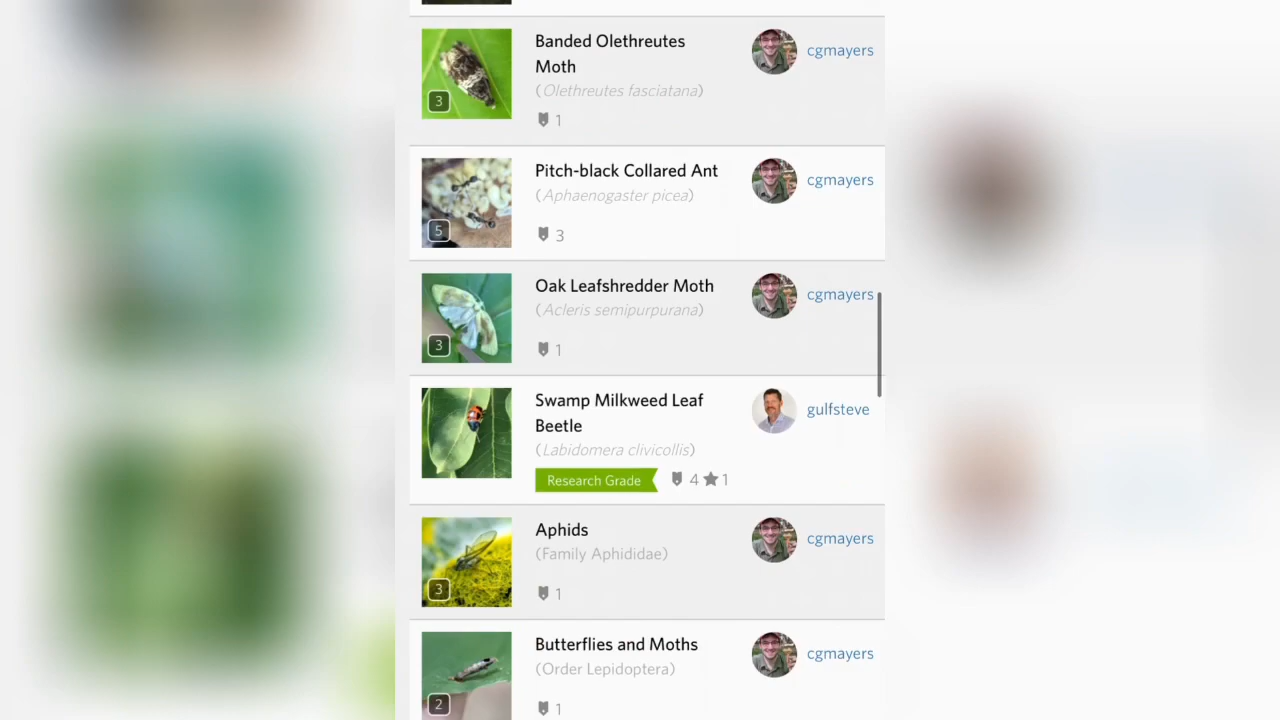 Banded Olethreutes
Moth
cgmayers
(Olethreutes fasciatana)
3
1
Pitch-black Collared Ant
cgmayers
(Aphaenogaster picea)
5
3
Oak Leafshredder Moth
cgmayers
(Acleris semipurpurana)
3
1
Swamp Milkweed Leaf
Beetle
gulfsteve
(Labidomera clivicollis)
Research Grade
4
1
Aphids
cgmayers
(Family Aphididae)
3
1
Butterflies and Moths
cgmayers
(Order Lepidoptera)
2
1